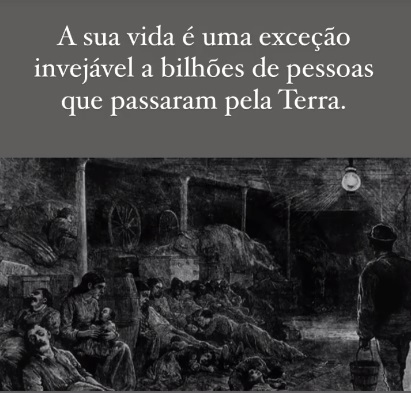 A sua vida é uma exceção
invejável a bilhões de pessoas
que passaram pela Terra.